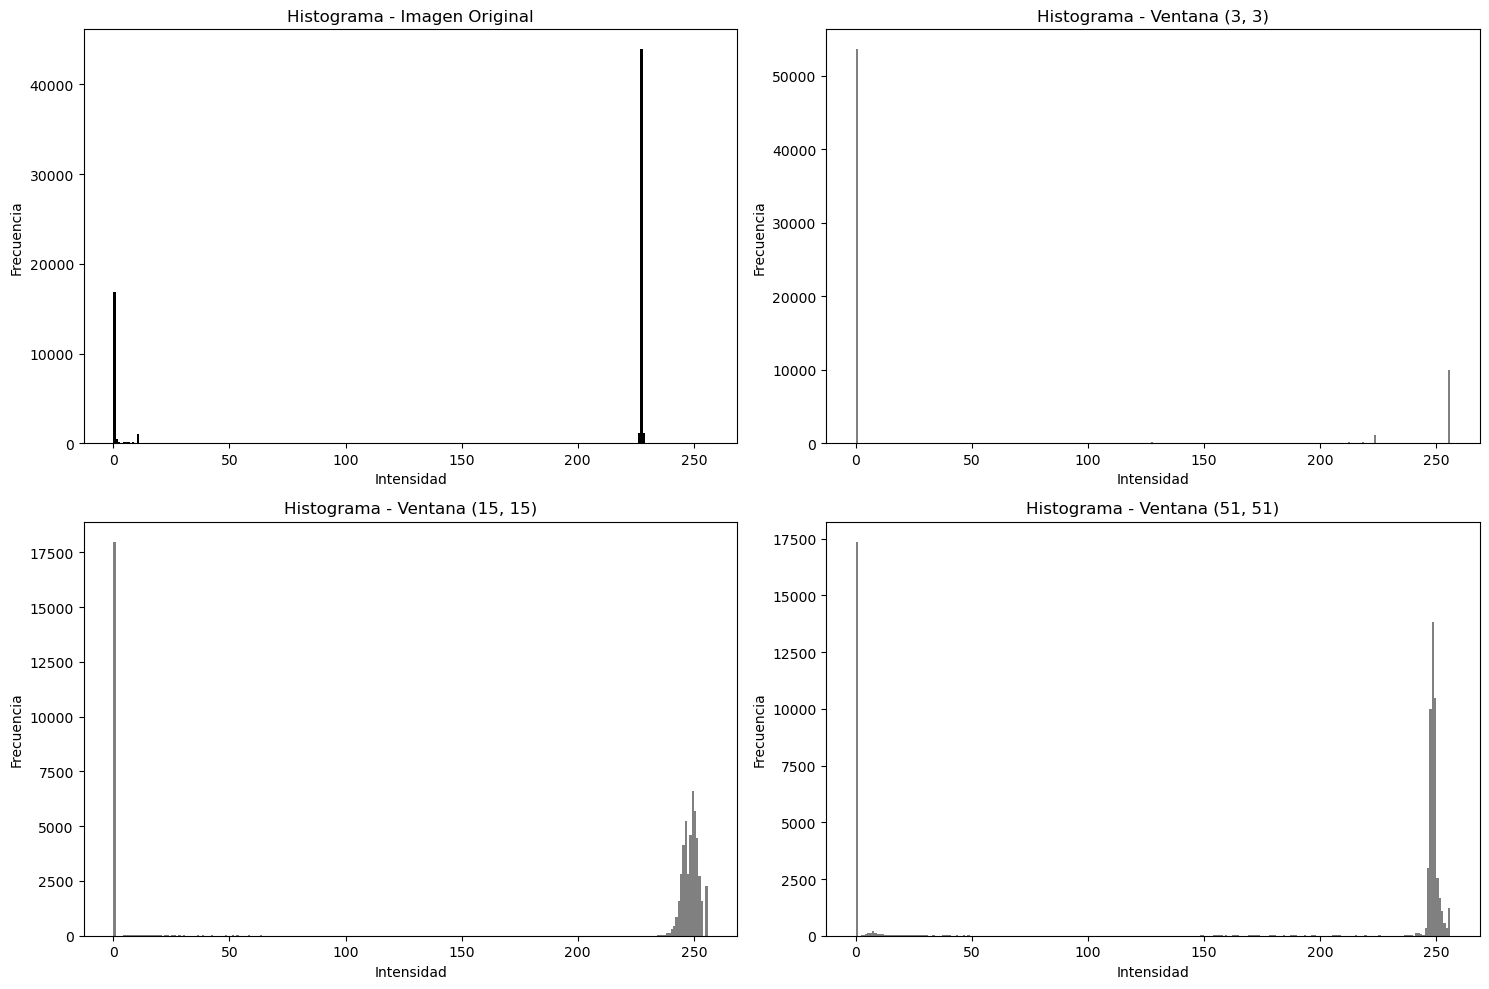 Histograma - Imagen Original
Frecuencia
40000
30000
20000
10000
0
0 50 100 150 200 250
Intensidad
Histograma - Ventana (3, 3)
Frecuencia
50000
40000
30000
20000
10000
0
0 50 100 150 200 250
Intensidad
Histograma - Ventana (15, 15)
Frecuencia
17500
15000
12500
10000
7500
5000
2500
0
0 50 100 150 200 250
Intensidad
Histograma - Ventana (51, 51)
Frecuencia
17500
15000
12500
10000
7500
5000
2500
0
0 50 100 150 200 250
Intensidad